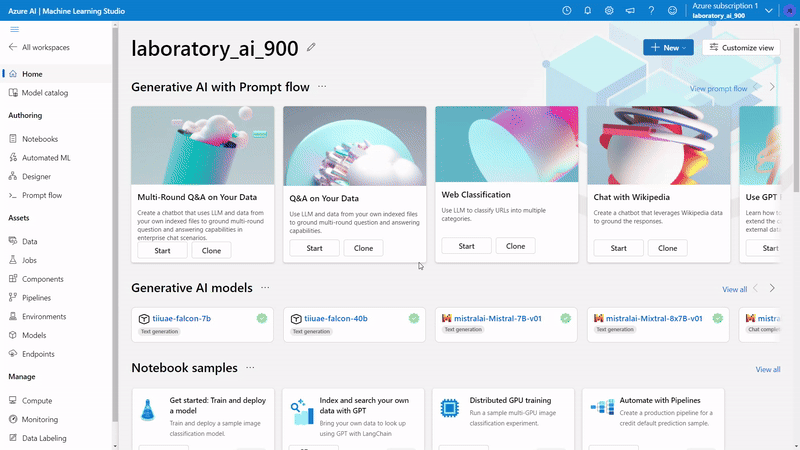 Azure AI | Machine Learning Studio
Azure subscription 1
laboratory_ai_900
All workspaces
Home
Model catalog
Authoring
Notebooks
Automated ML
Designer
Prompt flow
Assets
Data
Jobs
Components
Pipelines
Environments
Models
Endpoints
Manage
Compute
Monitoring
Data Labeling
laboratory_ai_900
New
Customize view
Generative AI with Prompt flow
View prompt flow
Multi-Round Q&A on Your Data
Create a chatbot that uses LLM and data
from your own indexed files to ground
multi-round question and answering capabilities in
enterprise chat scenarios.
Start
Clone
Q&A on Your Data
Use LLM and data from your own indexed files
to ground multi-round question and answering
capabilities.
Start
Clone
Web Classification
Use LLM to classify URLs into multiple
categories.
Start
Clone
Chat with Wikipedia
Create a chatbot that leverages Wikipedia data
to ground the responses.
Start
Clone
Use GPT
Learn how to
extend the
external data
Start
Generative AI models
View all
tiiuae-falcon-7b
Text generation
tiiuae-falcon-40b
Text generation
mistralai-Mistral-7B-v01
Text generation
mistralai-Mixtral-8x7B-v01
Text generation
mistra
Chat comple
Notebook samples
View all
Get started: Train and deploy
a model
Train and deploy a sample image
classification model.
Index and search your own
data with GPT
Bring your own data to look up
using GPT with LangChain
Distributed GPU training
Run a sample multi-GPU image
classification experiment.
Automate with Pipelines
Create a production pipeline for a
credit default prediction sample.